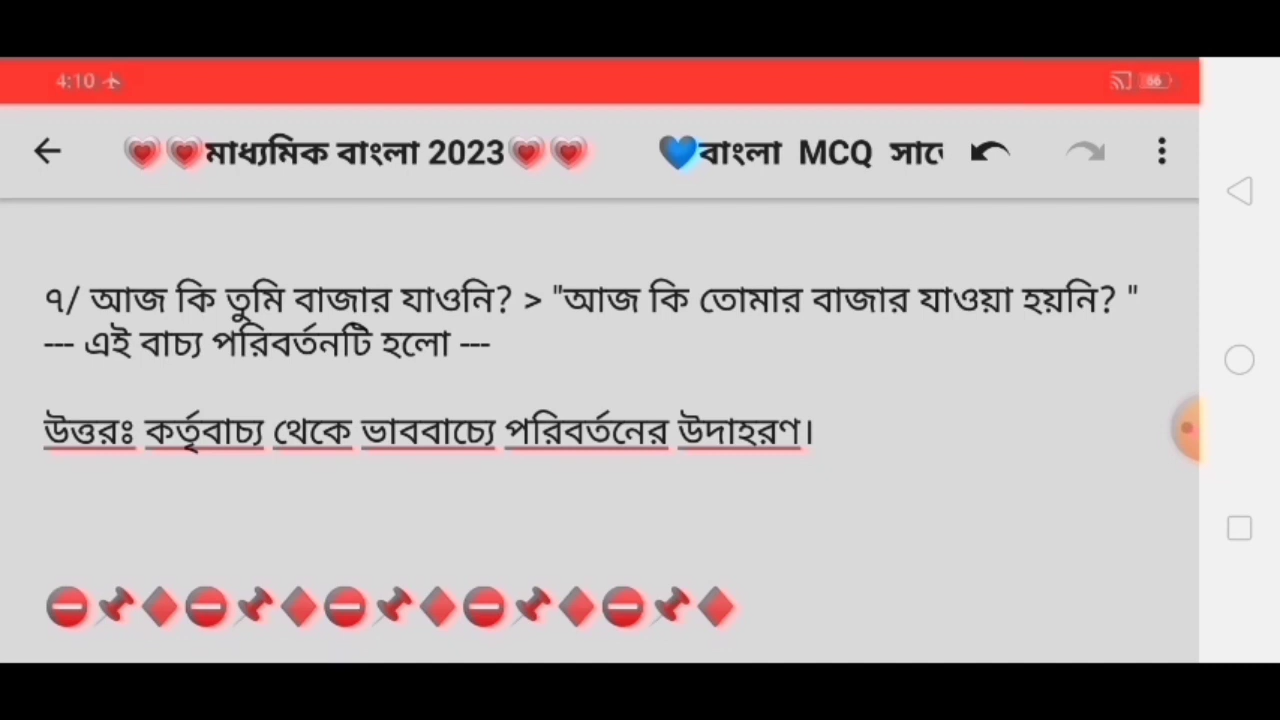 4:10
66
মাধ্যমিক বাংলা 2023 বাংলা MCQ
৭/ আজ কি তুমি বাজার যাওনি? > "আজ কি তোমার বাজার যাওয়া হয়নি? "
--- এই বাচ্য পরিবর্তনটি হলো ---
উত্তরঃ কর্তৃবাচ্য থেকে ভাববাচ্যে পরিবর্তনের উদাহরণ।